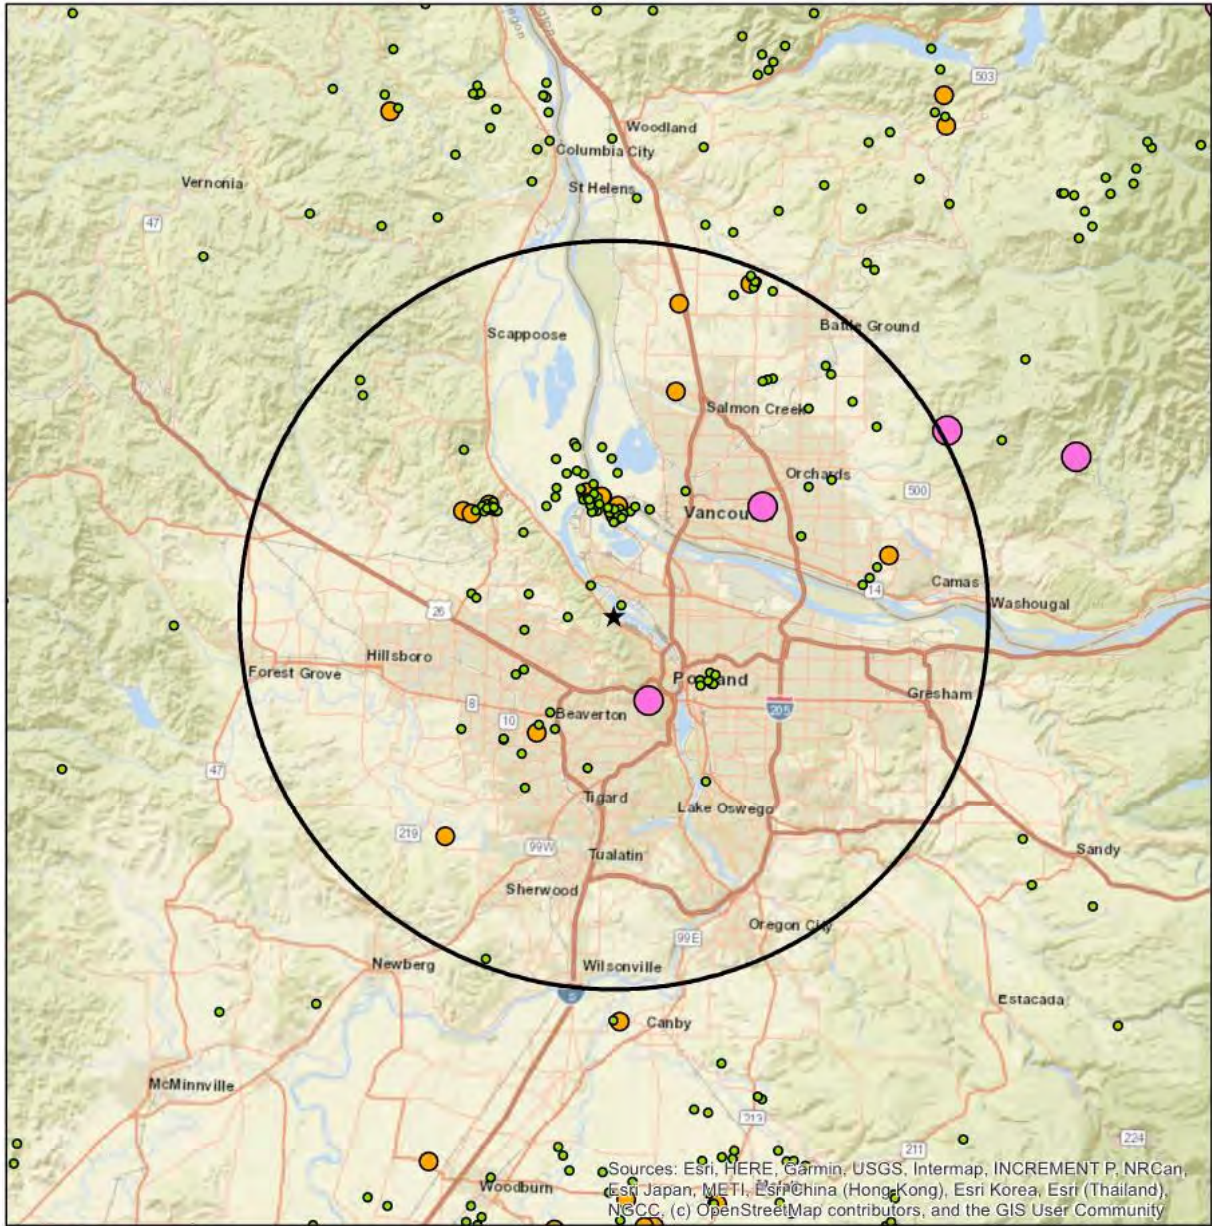 503
Woodland
Columbia City
Vernonia
St Helens
47
Scappoose
Battle Ground
Salmon Creek
Orchards
500
Vancou
Camas
14
Washougal
26
Hillsboro
Forest Grove
Portland
Gresham
8
10
Beaverton
205
47
Tigard
Lake Oswego
219
99W
Tualatin
Sandy
Sherwood
Oregon City
99E
Newberg
Wilsonville
5
Estacada
Canby
McMinnville
213
224
211
Woodburn
Sources: Esri, HERE, Garmin, USGS, Intermap, INCREMENT P, NRCan,
Esri Japan, METI, Esri China (Hong Kong), Esri Korea, Esri (Thailand),
NGCC, (c) OpenStreetMap contributors, and the GIS User Community